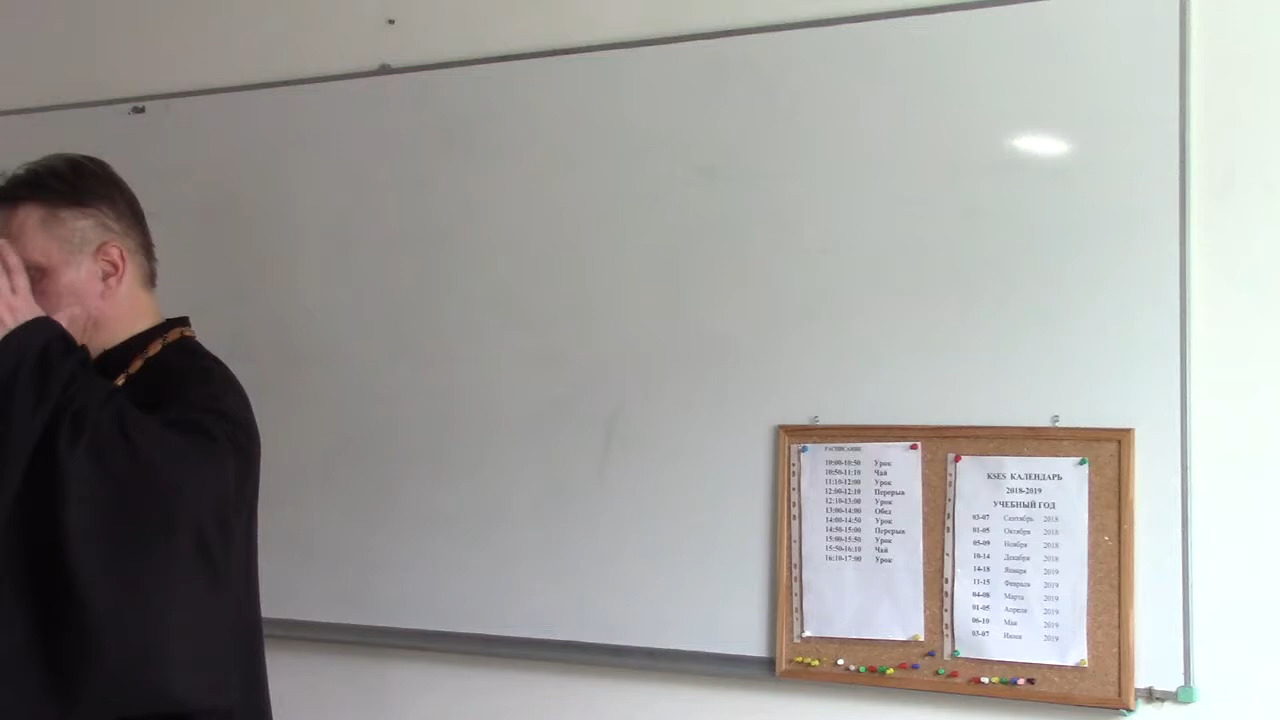 РАСПИСАНИЕ
10:00-10:50 Урок
10:50-11:10 Чай
11:10-12:00 Урок
12:00-12:10 Перерыв
12:10-13:00 Урок
13:00-14:00 Обед
14:00-14:50 Урок
14:50-15:00 Перерыв
15:00-15:50 Урок
15:50-16:10 Чай
16:10-17:00 Урок
KSES КАЛЕНДАРЬ
2018-2019
УЧЕБНЫЙ ГОД
03-07 Сентябрь 2018
01-05 Октября 2018
05-09 Ноября 2018
10-14 Декабря 2018
14-18 Января 2019
11-15 Февраля 2019
04-08 Марта 2019
01-05 Апреля 2019
06-10 Мая 2019
03-07 Июня 2019